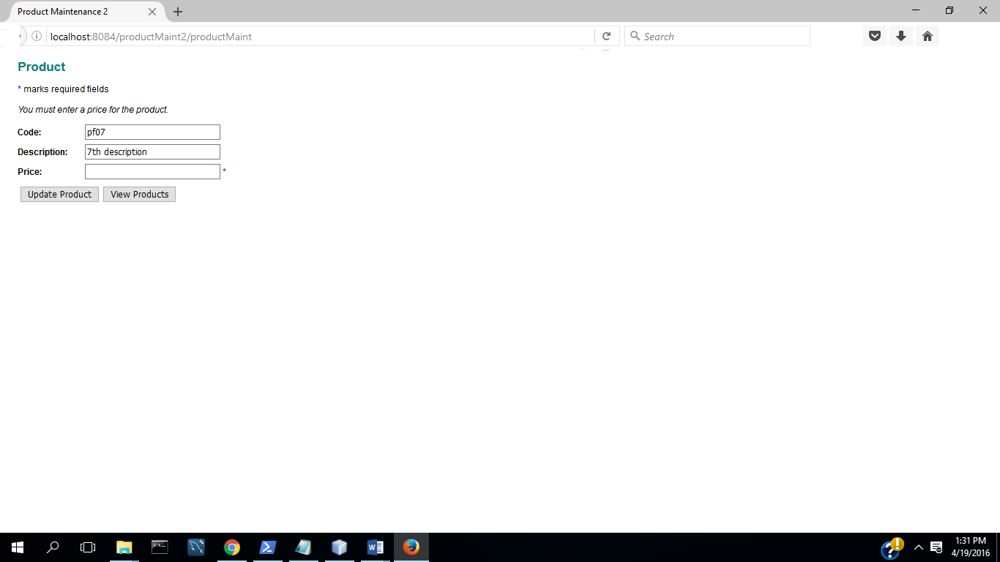 Product Maintenance 2
localhost:8084/productMaint2/productMaint
Search
Product
* marks required fields
You must enter a price for the product.
Code: pf07
Description: 7th description
Price: *
Update Product View Products
1:31 PM
4/19/2016